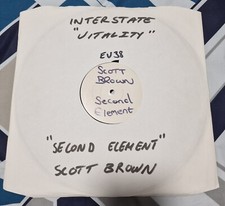 INTERSTATE
"VITALITY"
EV38
SCOTT
BROWN
Second
Element
"SECOND ELEMENT"
SCOTT BROWN